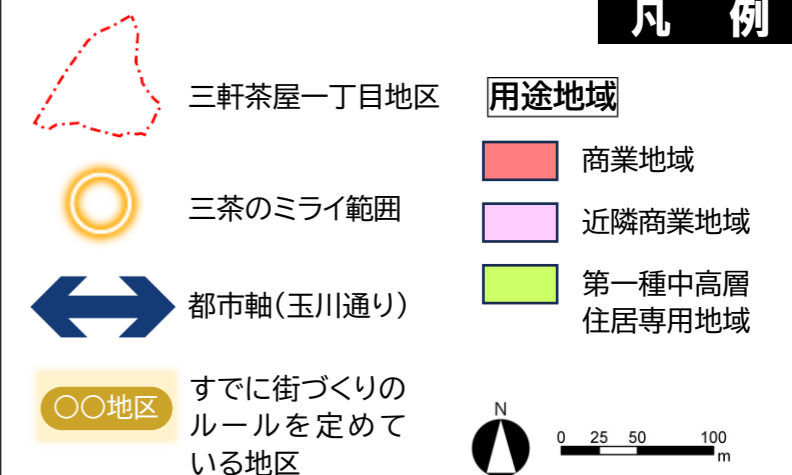 凡 例
三軒茶屋一丁目地区
三茶のミライ範囲
都市軸(玉川通り)
〇〇地区
すでに街づくりの
ルールを定めて
いる地区
用途地域
商業地域
近隣商業地域
第一種中高層
住居専用地域
N
0 25 50 100
m